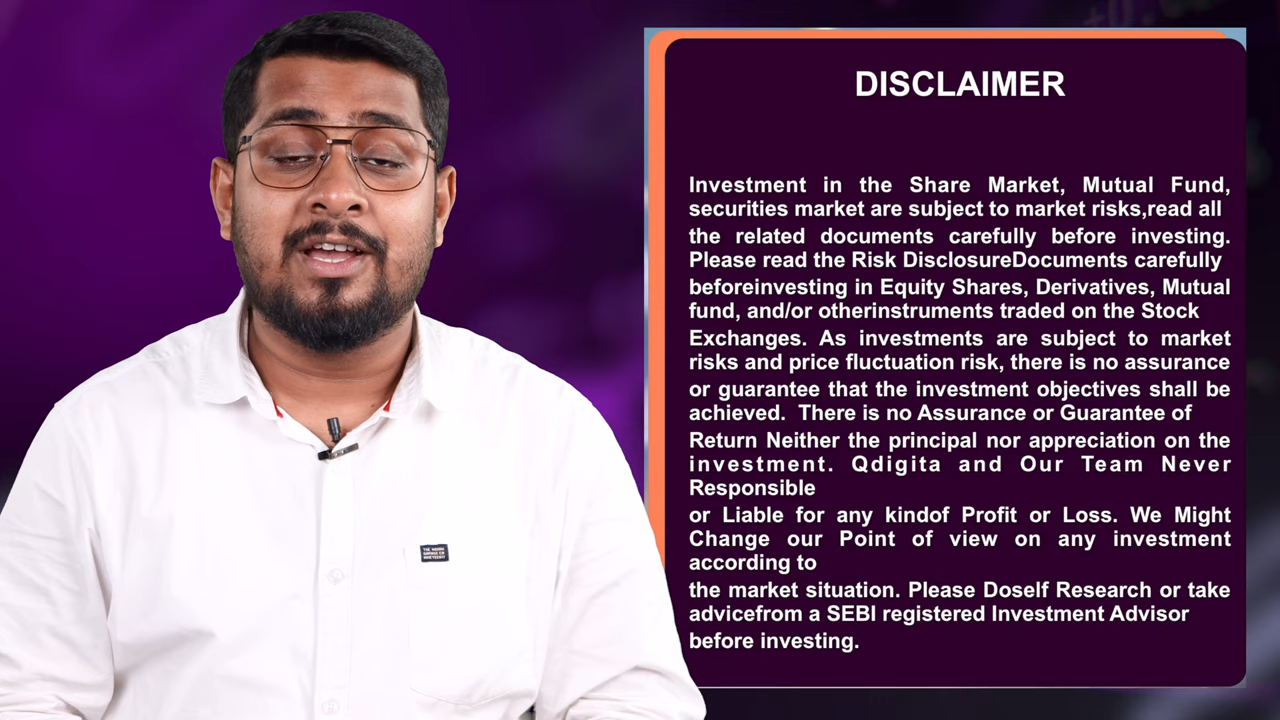 DISCLAIMER
Investment in the Share Market, Mutual Fund,
securities market are subject to market risks,read all
the related documents carefully before investing.
Please read the Risk DisclosureDocuments carefully
beforeinvesting in Equity Shares, Derivatives, Mutual
fund, and/or otherinstruments traded on the Stock
Exchanges. As investments are subject to market
risks and price fluctuation risk, there is no assurance
or guarantee that the investment objectives shall be
achieved. There is no Assurance or Guarantee of
Return Neither the principal nor appreciation on the
investment. Qdigita and Our Team Never
Responsible
or Liable for any kindof Profit or Loss. We Might
Change our Point of view on any investment
according to
the market situation. Please Doself Research or take
advicefrom a SEBI registered Investment Advisor
before investing.